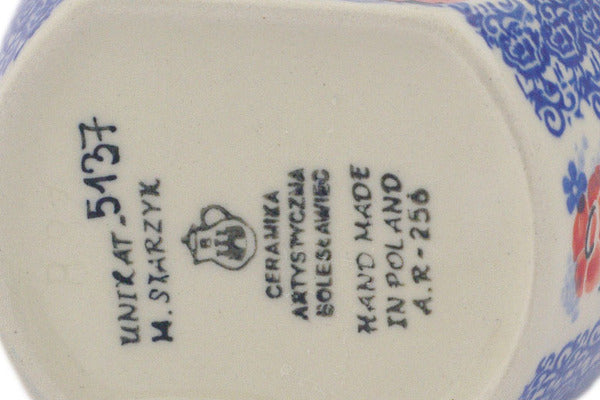 UNIKAT-5137
M. STARZYK
CERAMIKA
ARTYSTYCZNA
BOLESŁAWIEC
HAND MADE
IN POLAND
A.R-256